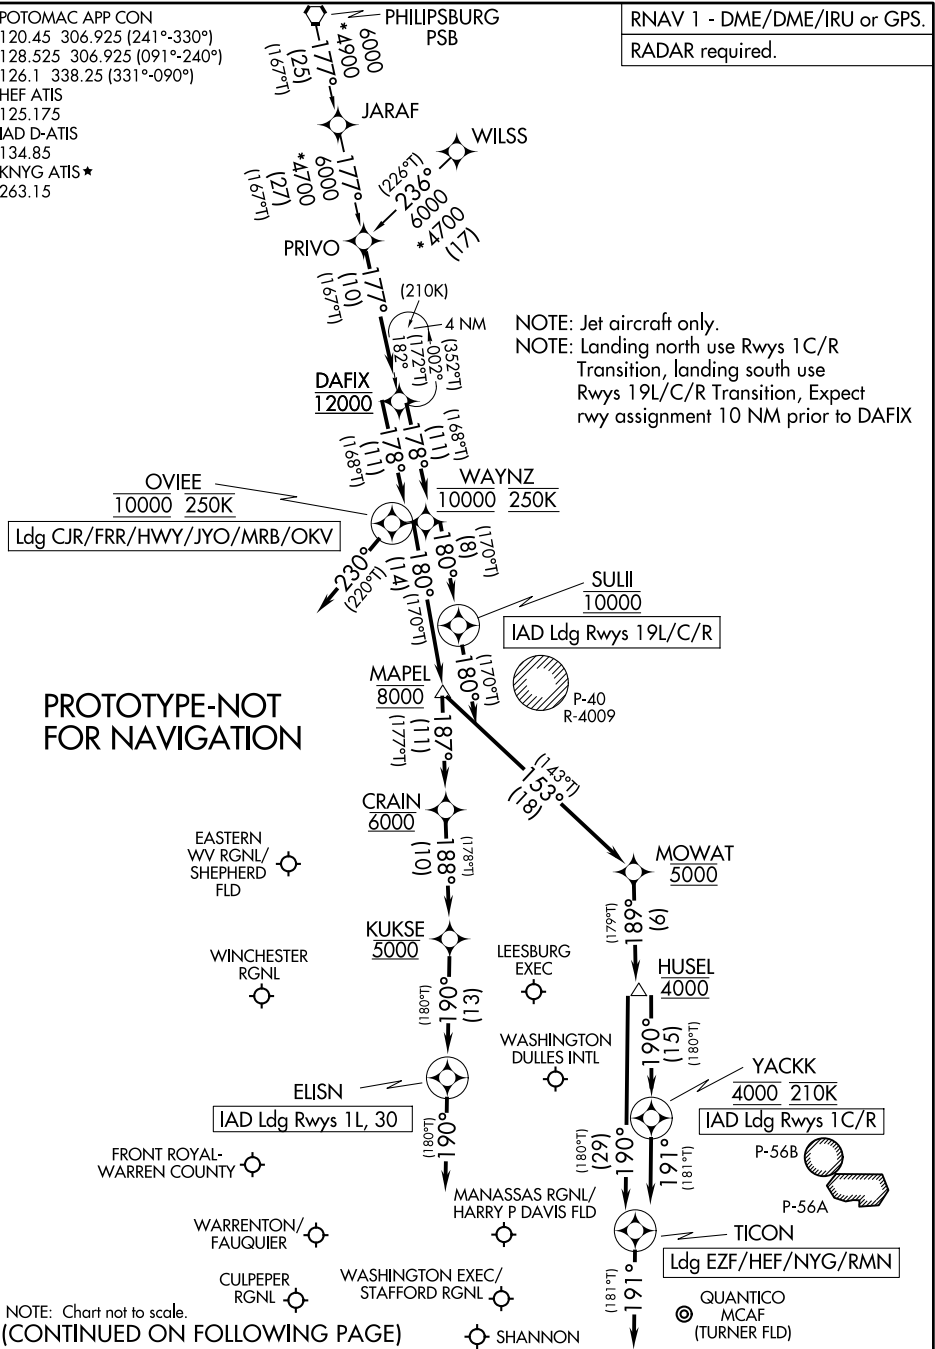 POTOMAC APP CON
120.45 306.925 (241°-330°)
128.525 306.925 (091°-240°)
126.1 338.25 (331°-090°)
HEF ATIS
125.175
IAD D-ATIS
134.85
KNYG ATIS★
263.15
PHILIPSBURG
PSB
RNAV 1 - DME/DME/IRU or GPS.
RADAR required.
6000
*4900
177°
(25)
(167°T)
JARAF
WILSS
6000
*4700
177°
(27)
(167°T)
(226°T)
236°
6000
*4700
(17)
PRIVO
177°
(10)
(167°T)
(210K)
4 NM
182°
(172°T)
002°
(352°T)
NOTE: Jet aircraft only.
NOTE: Landing north use Rwys 1C/R
Transition, landing south use
Rwys 19L/C/R Transition, Expect
rwy assignment 10 NM prior to DAFIX
DAFIX
12000
178°
(11)
(168°T)
178°
(11)
(168°T)
OVIEE
10000 250K
Ldg CJR/FRR/HWY/JYO/MRB/OKV
WAYNZ
10000 250K
230°
(220°T)
180°
(14)
(170°T)
180°
(8)
(170°T)
SULII
10000
IAD Ldg Rwys 19L/C/R
180°
(170°T)
P-40
R-4009
MAPEL
8000
PROTOTYPE-NOT
FOR NAVIGATION
187°
(11)
(177°T)
(143°T)
153°
(18)
CRAIN
6000
188°
(10)
(178°T)
EASTERN
WV RGNL/
SHEPHERD
FLD
MOWAT
5000
189°
(6)
(179°T)
KUKSE
5000
WINCHESTER
RGNL
LEESBURG
EXEC
HUSEL
4000
190°
(13)
(180°T)
190°
(15)
(180°T)
WASHINGTON
DULLES INTL
YACKK
4000 210K
IAD Ldg Rwys 1C/R
ELISN
IAD Ldg Rwys 1L, 30
190°
(180°T)
190°
(29)
(180°T)
191°
(181°T)
P-56B
P-56A
FRONT ROYAL-
WARREN COUNTY
MANASSAS RGNL/
HARRY P DAVIS FLD
WARRENTON/
FAUQUIER
TICON
Ldg EZF/HEF/NYG/RMN
191°
(181°T)
CULPEPER
RGNL
WASHINGTON EXEC/
STAFFORD RGNL
QUANTICO
MCAF
(TURNER FLD)
NOTE: Chart not to scale.
(CONTINUED ON FOLLOWING PAGE)
SHANNON